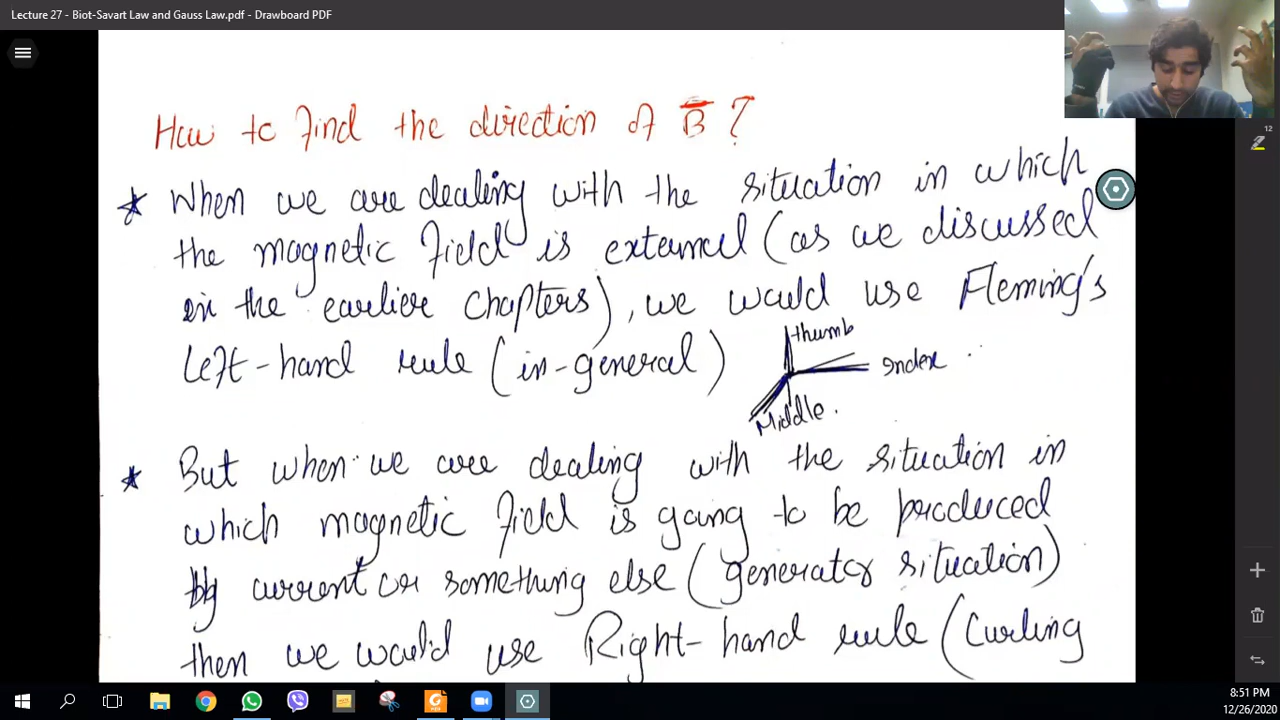 Lecture 27 - Biot-Savart Law and Gauss Law.pdf - Drawboard PDF
How to find the direction of B̅ ?
* When we are dealing with the situation in which
the magnetic field is external (as we discussed
in the earlier chapters), we would use Fleming's
Left-hand rule (in-general)
thumb
Index
Middle.
* But when we are dealing with the situation in
which magnetic field is going to be produced
by current or something else (generator situation)
then we would use Right-hand rule (Curling
12
8:51 PM
12/26/2020